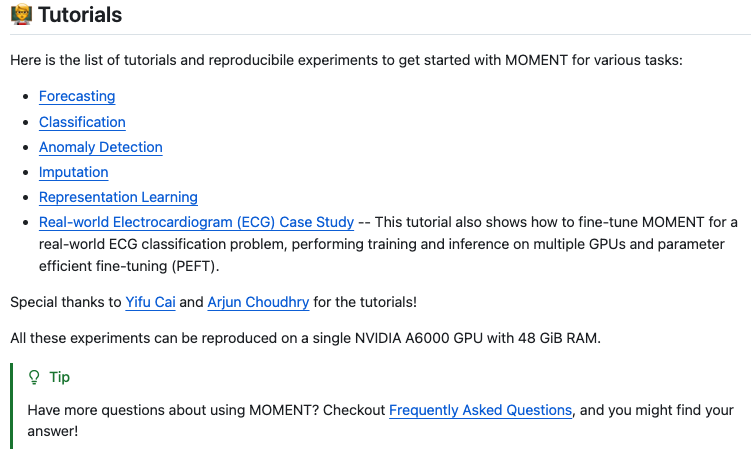 Tutorials
Here is the list of tutorials and reproducibile experiments to get started with MOMENT for various tasks:
Forecasting
Classification
Anomaly Detection
Imputation
Representation Learning
Real-world Electrocardiogram (ECG) Case Study -- This tutorial also shows how to fine-tune MOMENT for a
real-world ECG classification problem, performing training and inference on multiple GPUs and parameter
efficient fine-tuning (PEFT).
Special thanks to Yifu Cai and Arjun Choudhry for the tutorials!
All these experiments can be reproduced on a single NVIDIA A6000 GPU with 48 GiB RAM.
Tip
Have more questions about using MOMENT? Checkout Frequently Asked Questions, and you might find your
answer!